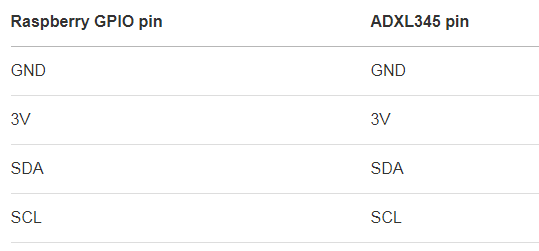 Raspberry GPIO pin ADXL345 pin
GND GND
3V 3V
SDA SDA
SCL SCL